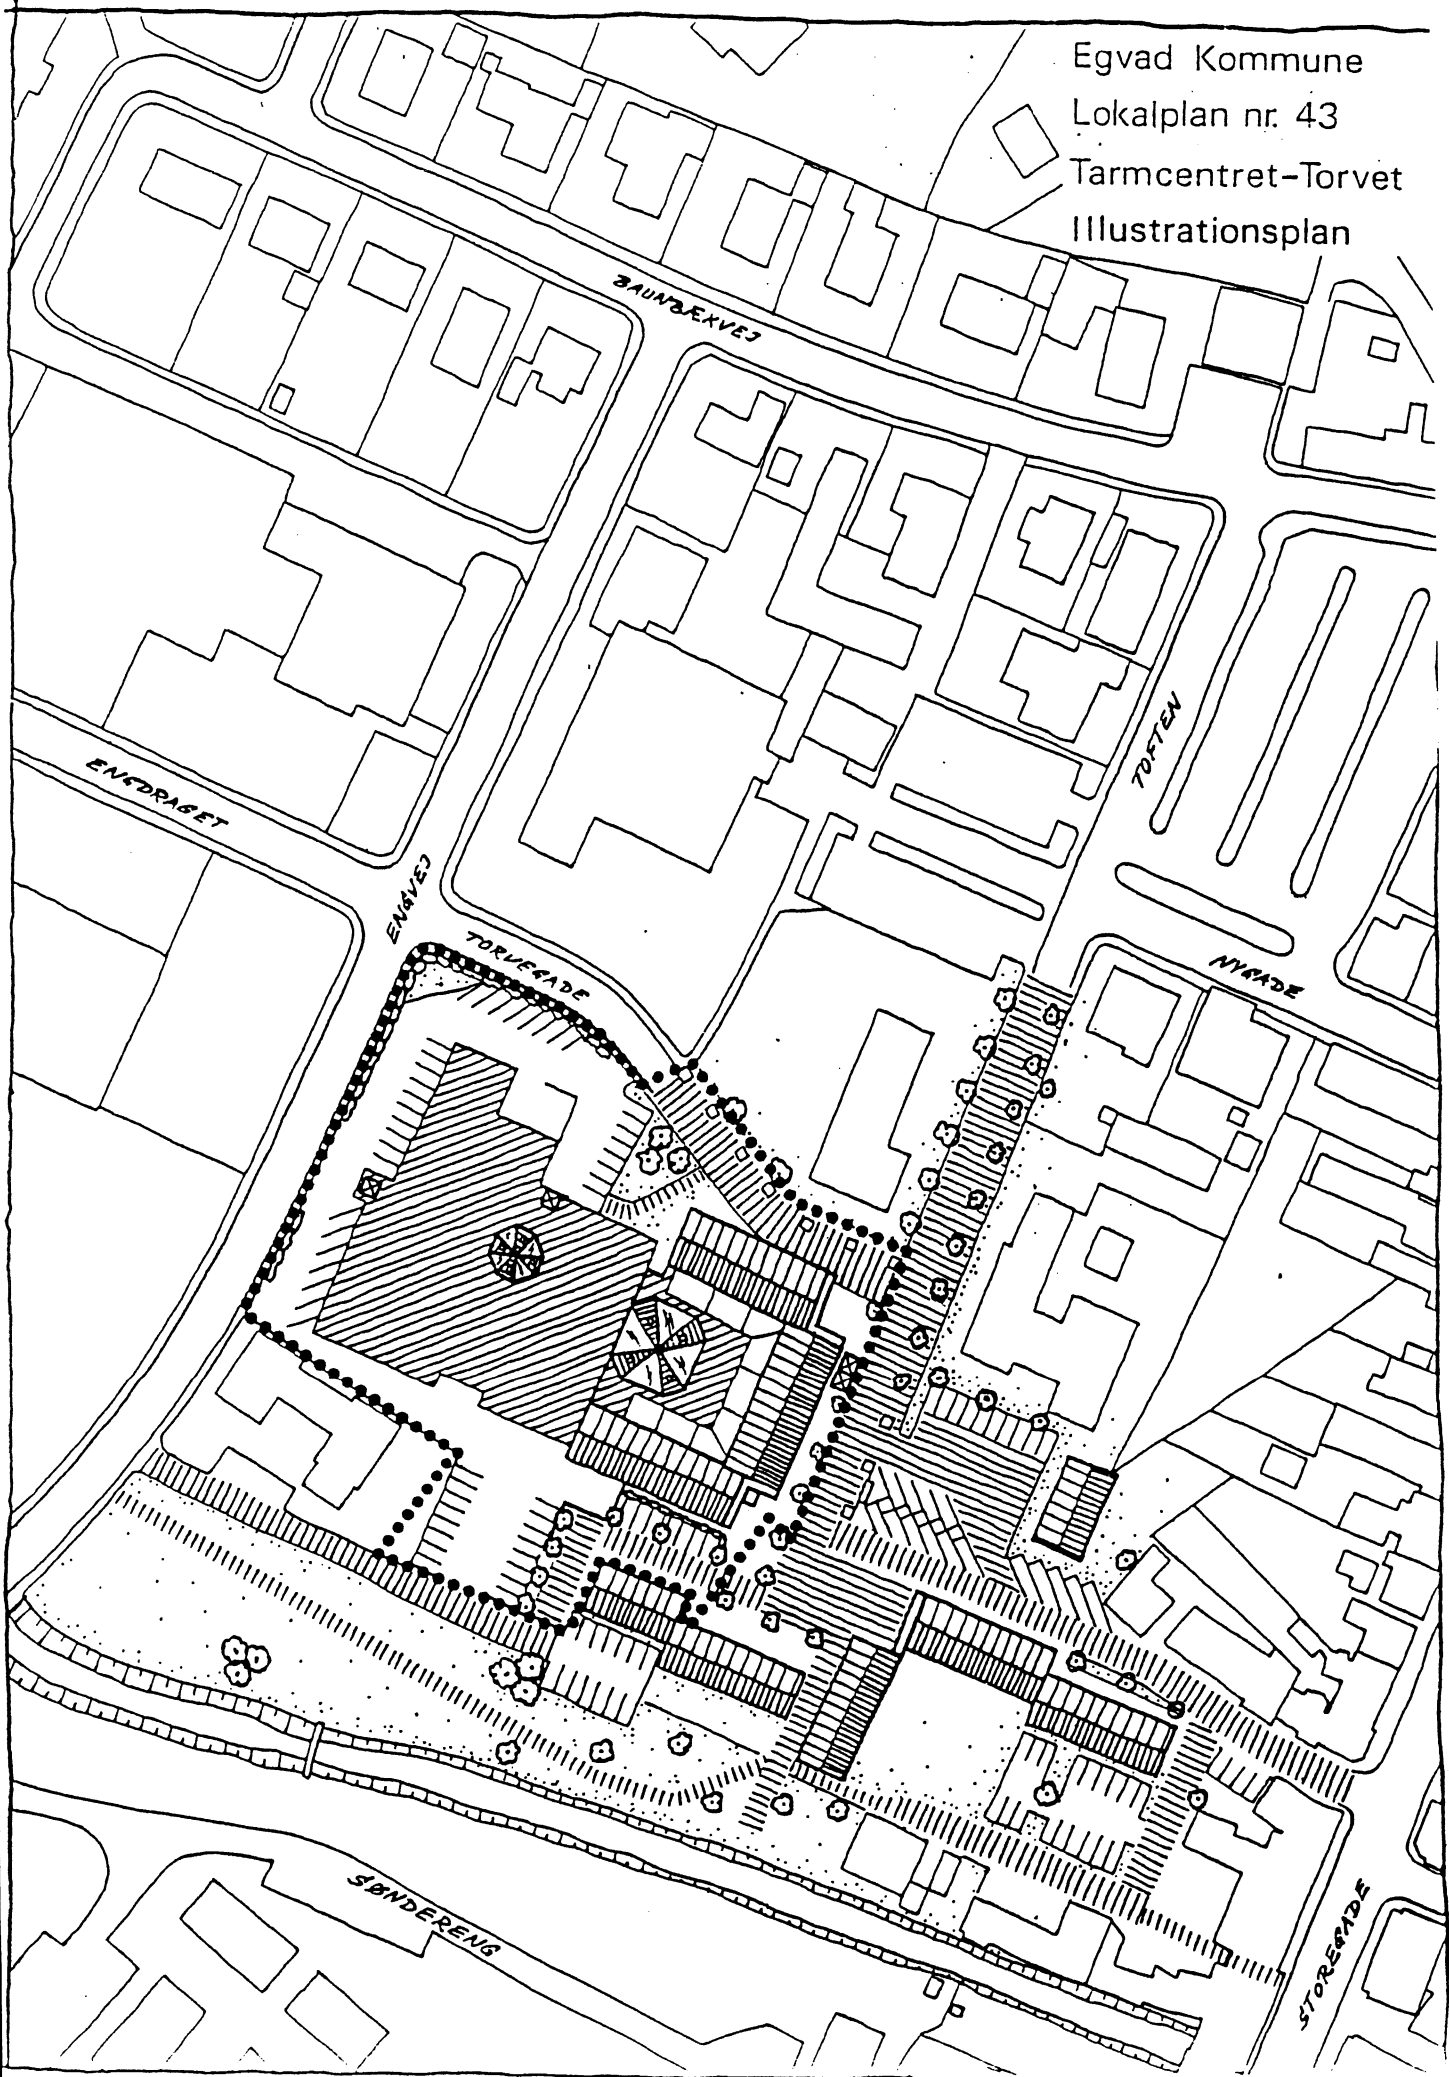 Egvad Kommune
Lokalplan nr. 43
Tarmcentret-Torvet
Illustrationsplan
BAUNBÆKVEJ
TOFTEN
ENGDRAGET
ENGVEJ
TORVEGADE
NYGADE
SØNDERENG
STOREGADE